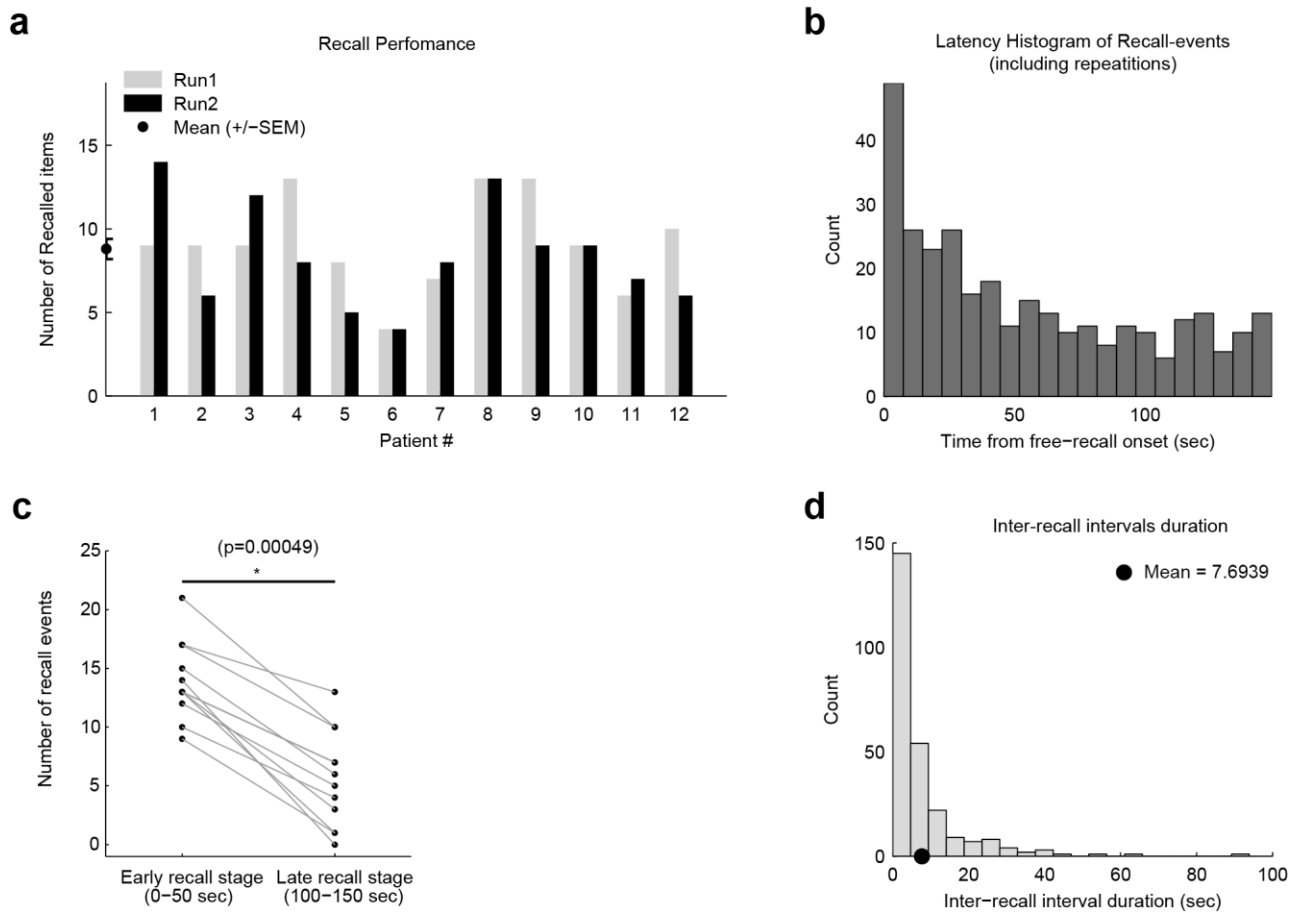 a
Recall Perfomance
Run1
Run2
Mean (+/−SEM)
Number of Recalled items
15
10
5
0
1 2 3 4 5 6 7 8 9 10 11 12
Patient #
b
Latency Histogram of Recall-events
(including repeatitions)
Count
40
30
20
10
0
0 50 100
Time from free−recall onset (sec)
c
(p=0.00049)
*
Number of recall events
25
20
15
10
5
0
Early recall stage Late recall stage
(0−50 sec) (100−150 sec)
d
Inter-recall intervals duration
Mean = 7.6939
Count
150
100
50
0
0 20 40 60 80 100
Inter−recall interval duration (sec)